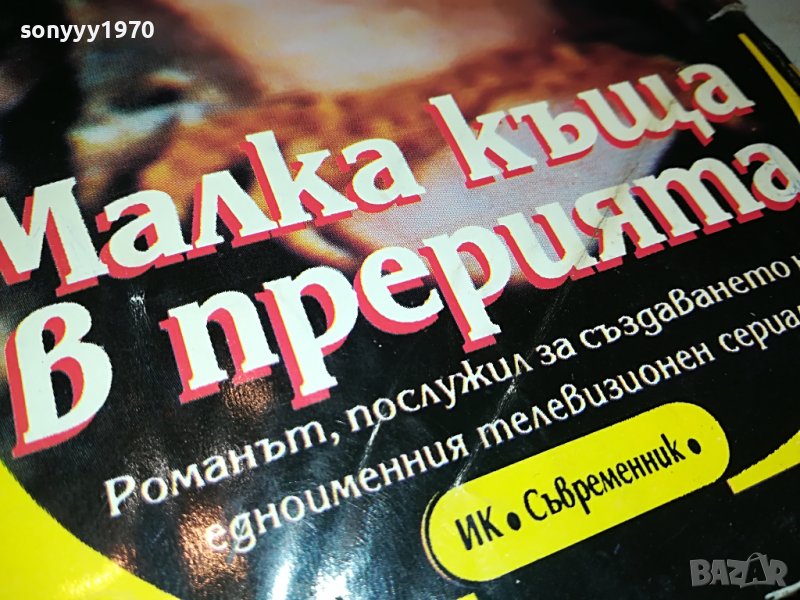 sonyyy1970
Малка къща
в прерията
Романът, послужил за създаването
едноименния телевизионен сериал
ИК • Съвременник •
BAZAR